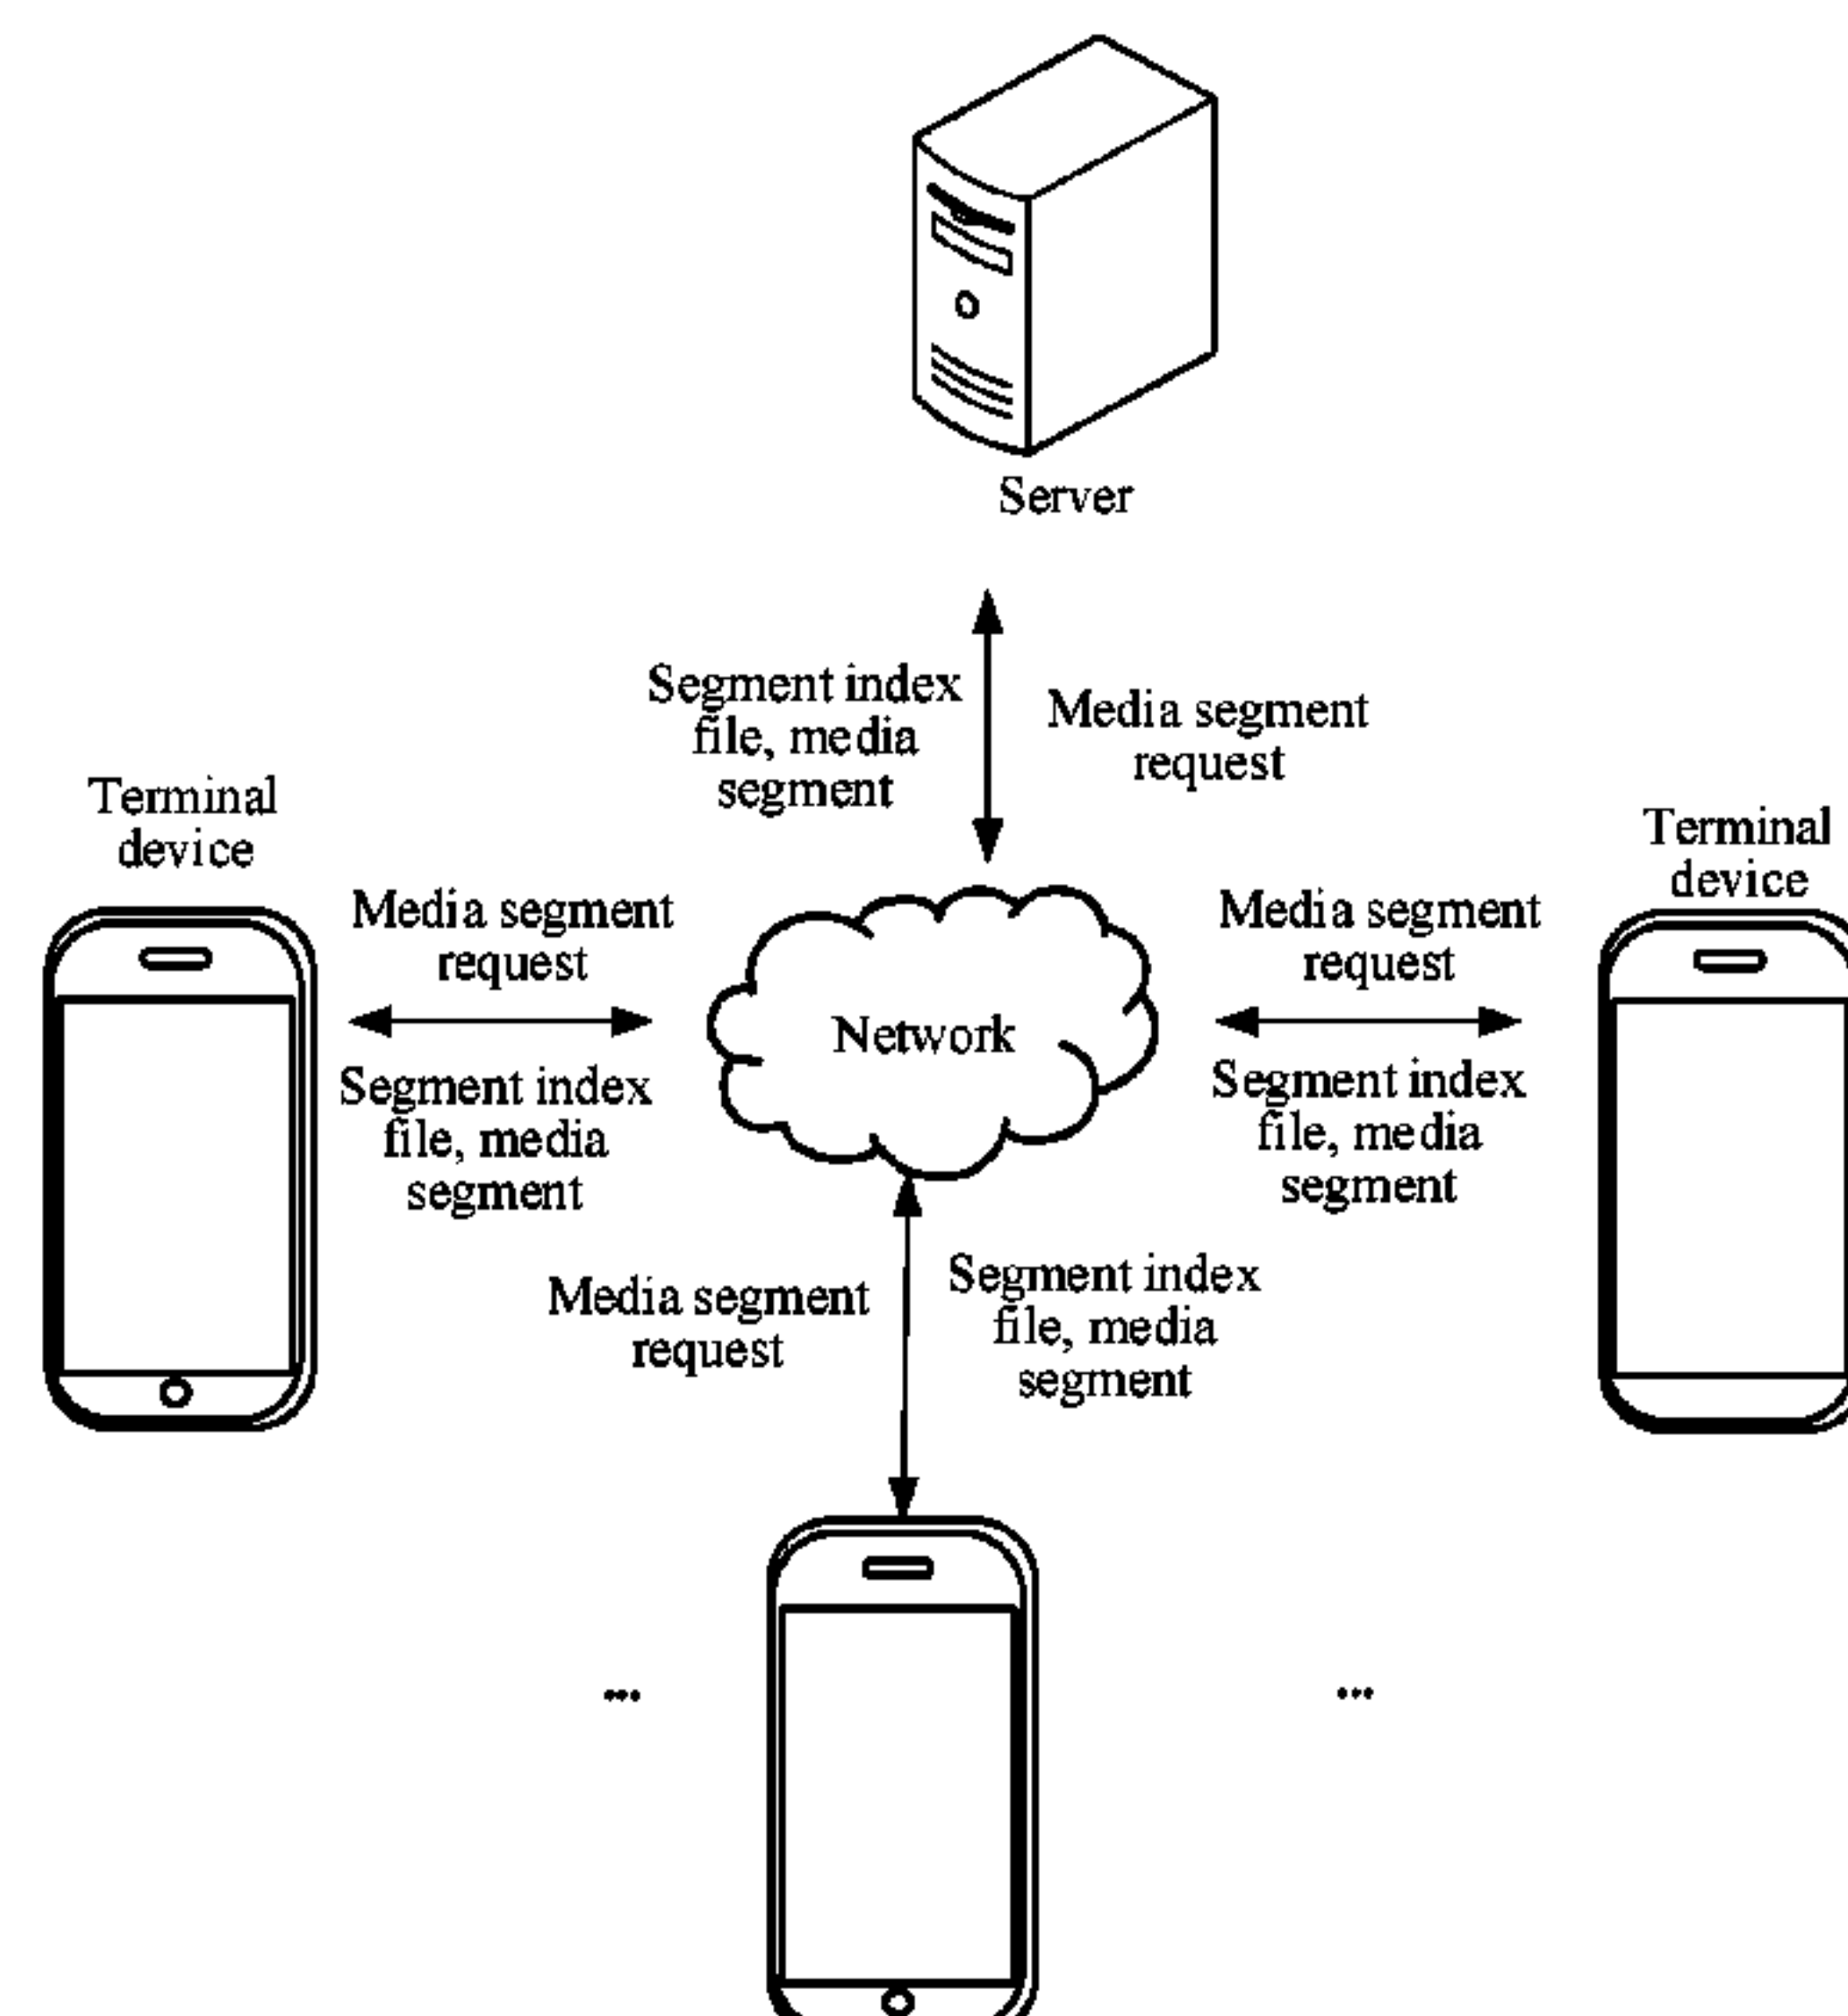 Server
Segment index
file, media
segment
Media segment
request
Terminal
device
Media segment
request
Segment index
file, media
segment
Network
Terminal
device
Media segment
request
Segment index
file, media
segment
Media segment
request
Segment index
file, media
segment
...
...